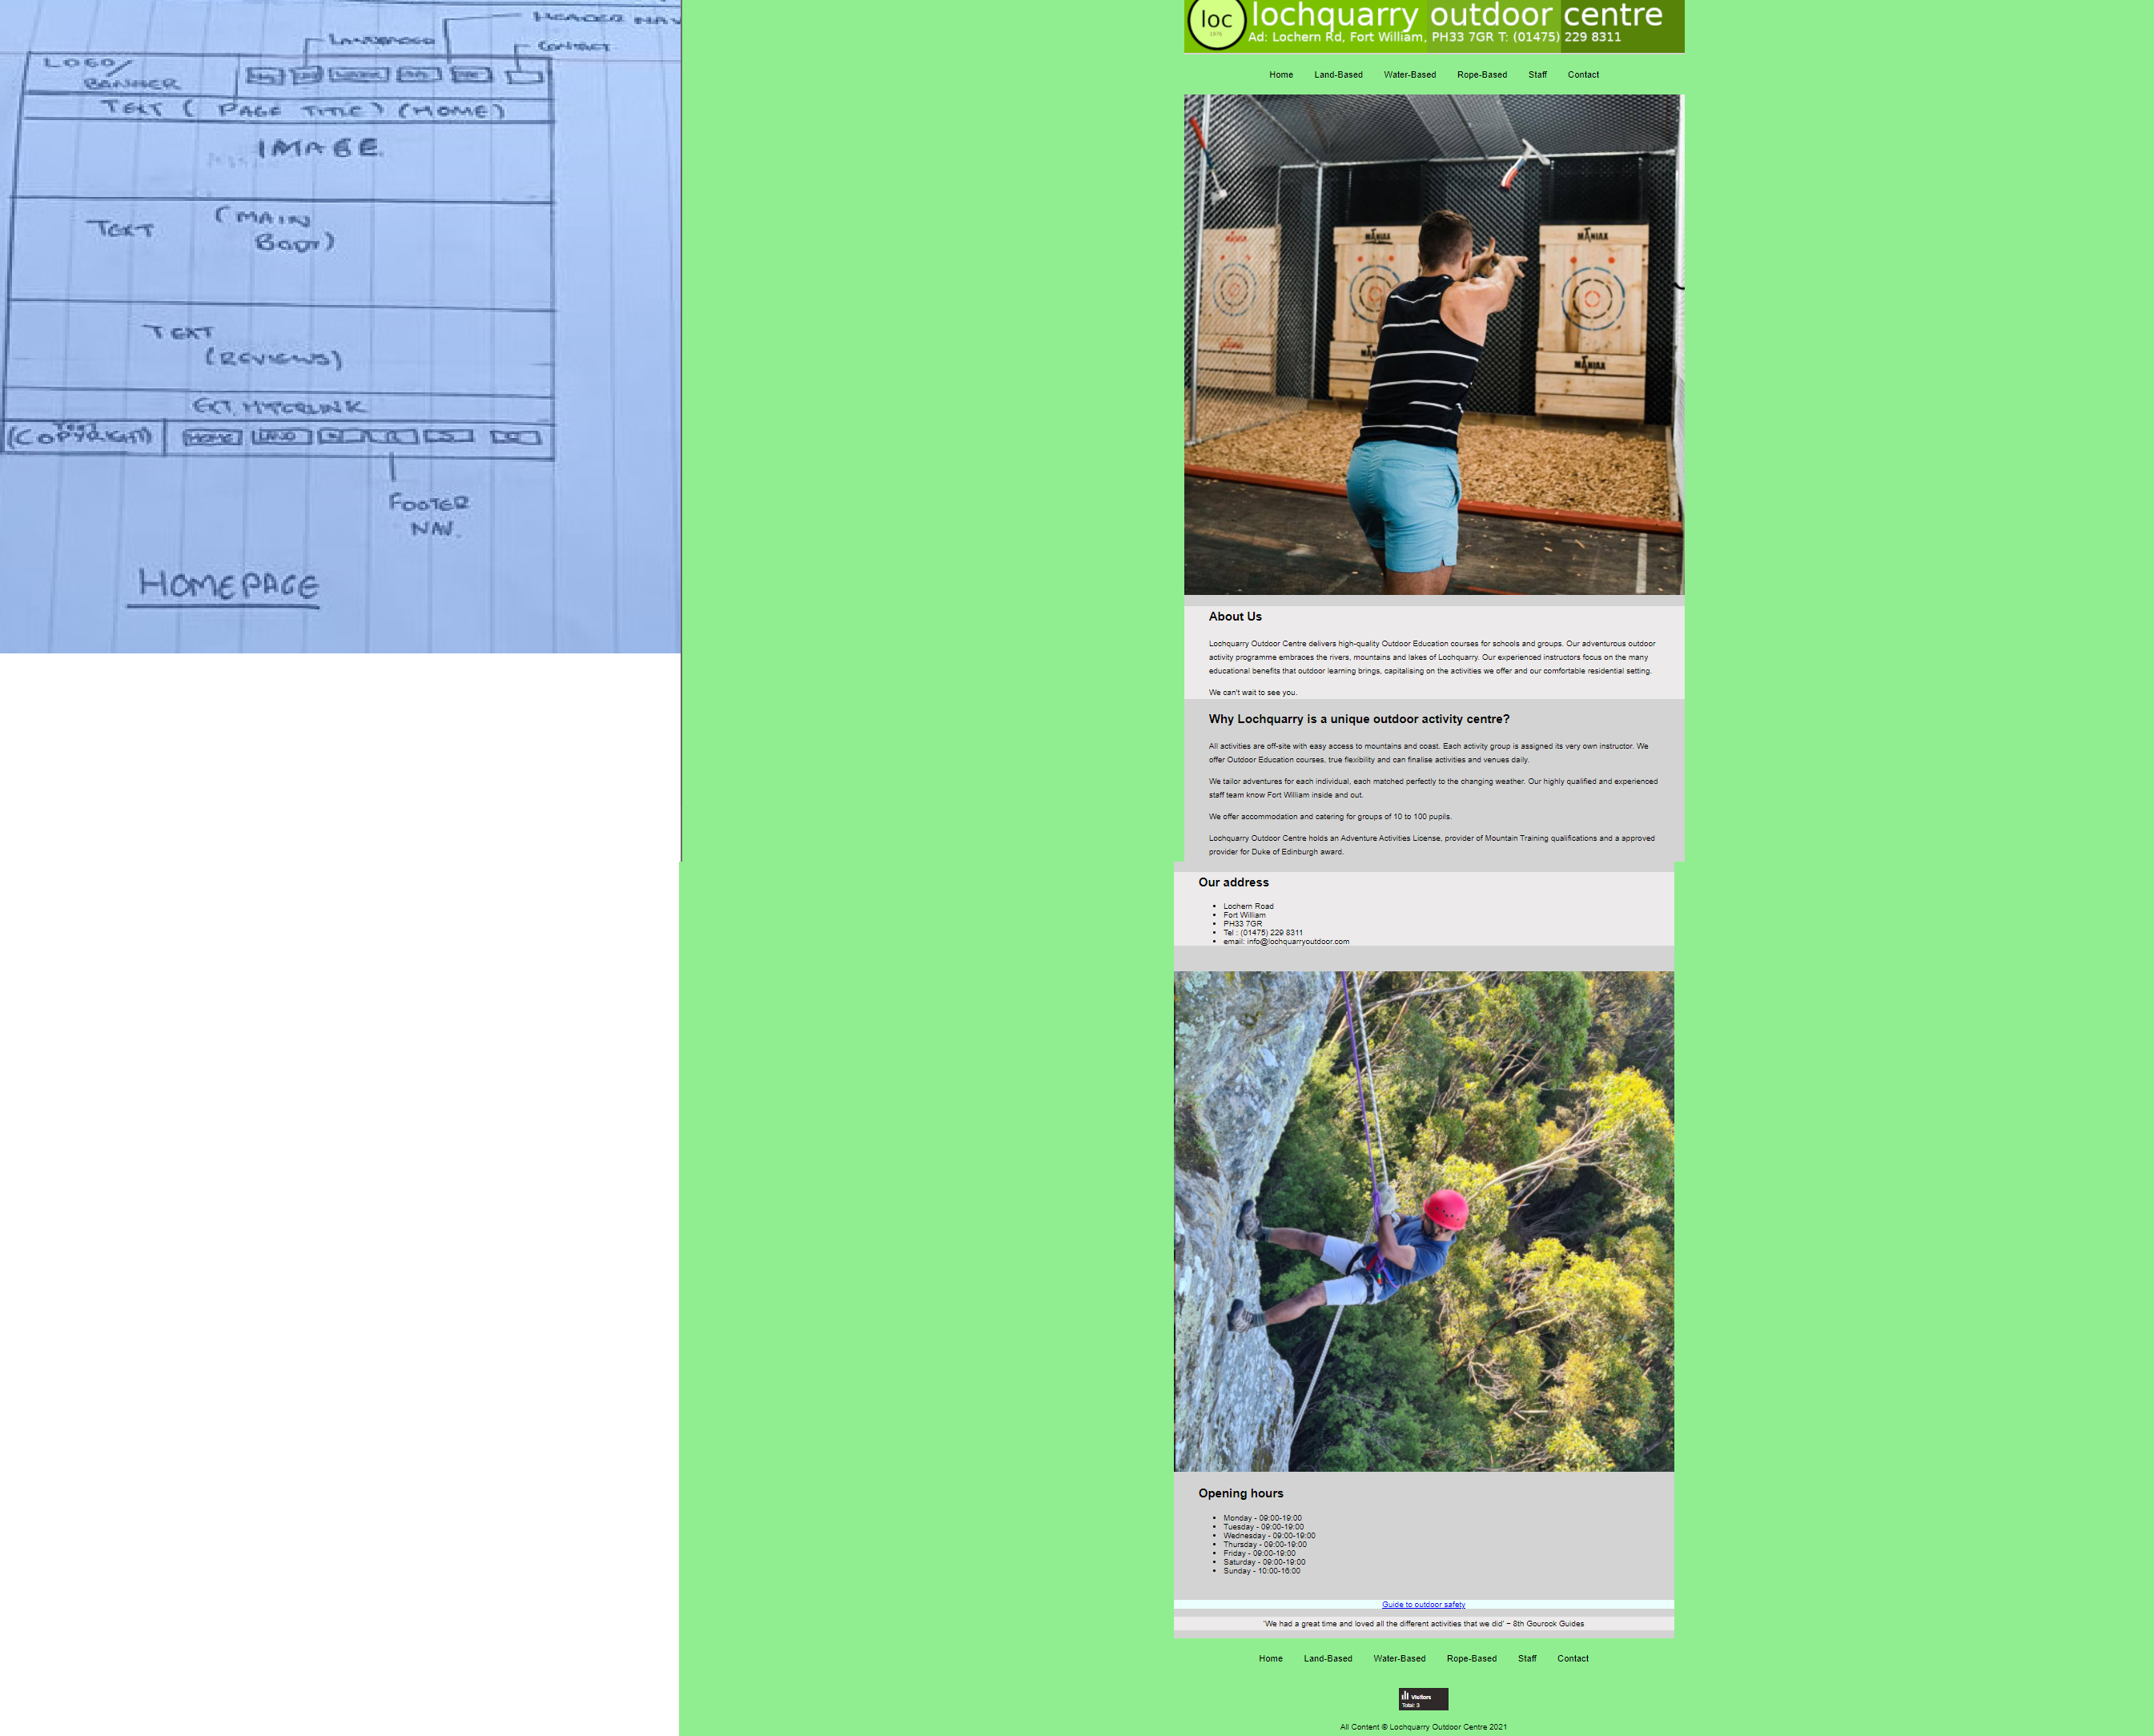 HEADER NAV
CONTACT
LOGO/
BANNER
TEXT ( PAGE TITLE ) (HOME)
IMAGE
TEXT (MAIN
BODY)
TEXT
(REVIEWS)
EXT. HYPERLINK
(COPYRIGHT)
HOME LAND
FOOTER
NAV.
HOMEPAGE
loc
1976
lochquarry outdoor centre
Ad: Lochern Rd, Fort William, PH33 7GR T: (01475) 229 8311
Home Land-Based Water-Based Rope-Based Staff Contact
MANIAX
MANIAX
About Us
Lochquarry Outdoor Centre delivers high-quality Outdoor Education courses for schools and groups. Our adventurous outdoor
activity programme embraces the rivers, mountains and lakes of Lochquarry. Our experienced instructors focus on the many
educational benefits that outdoor learning brings, capitalising on the activities we offer and our comfortable residential setting.
We can't wait to see you.
Why Lochquarry is a unique outdoor activity centre?
All activities are off-site with easy access to mountains and coast. Each activity group is assigned its very own instructor. We
offer Outdoor Education courses, true flexibility and can finalise activities and venues daily.
We tailor adventures for each individual, each matched perfectly to the changing weather. Our highly qualified and experienced
staff team know Fort William inside and out.
We offer accommodation and catering for groups of 10 to 100 pupils.
Lochquarry Outdoor Centre holds an Adventure Activities License, provider of Mountain Training qualifications and a approved
provider for Duke of Edinburgh award.
Our address
Lochern Road
Fort William
PH33 7GR
Tel : (01475) 229 8311
email: info@lochquarryoutdoor.com
Opening hours
Monday - 09:00-19:00
Tuesday - 09:00-19:00
Wednesday - 09:00-19:00
Thursday - 09:00-19:00
Friday - 09:00-19:00
Saturday - 09:00-19:00
Sunday - 10:00-16:00
Guide to outdoor safety
'We had a great time and loved all the different activities that we did' ~ 8th Gourock Guides
Home Land-Based Water-Based Rope-Based Staff Contact
Visitors
Total: 3
All Content © Lochquarry Outdoor Centre 2021